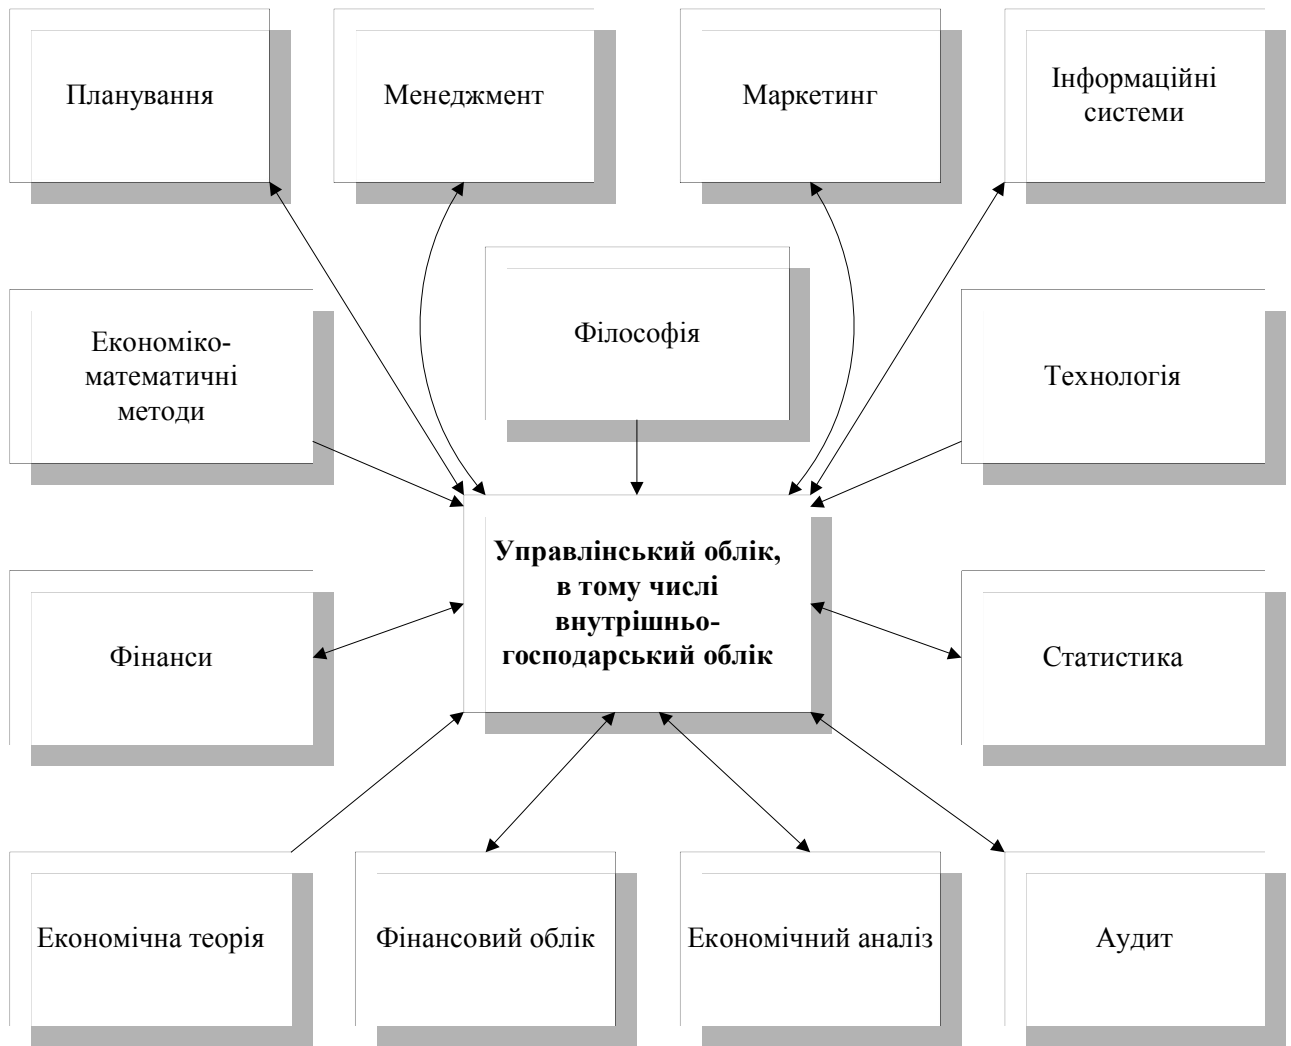 Планування
Менеджмент
Маркетинг
Інформаційні
системи
Філософія
Економіко-
математичні
методи
Технологія
Управлінський облік,
в тому числі
внутрішньо-
господарський облік
Фінанси
Статистика
Економічна теорія
Фінансовий облік
Економічний аналіз
Аудит